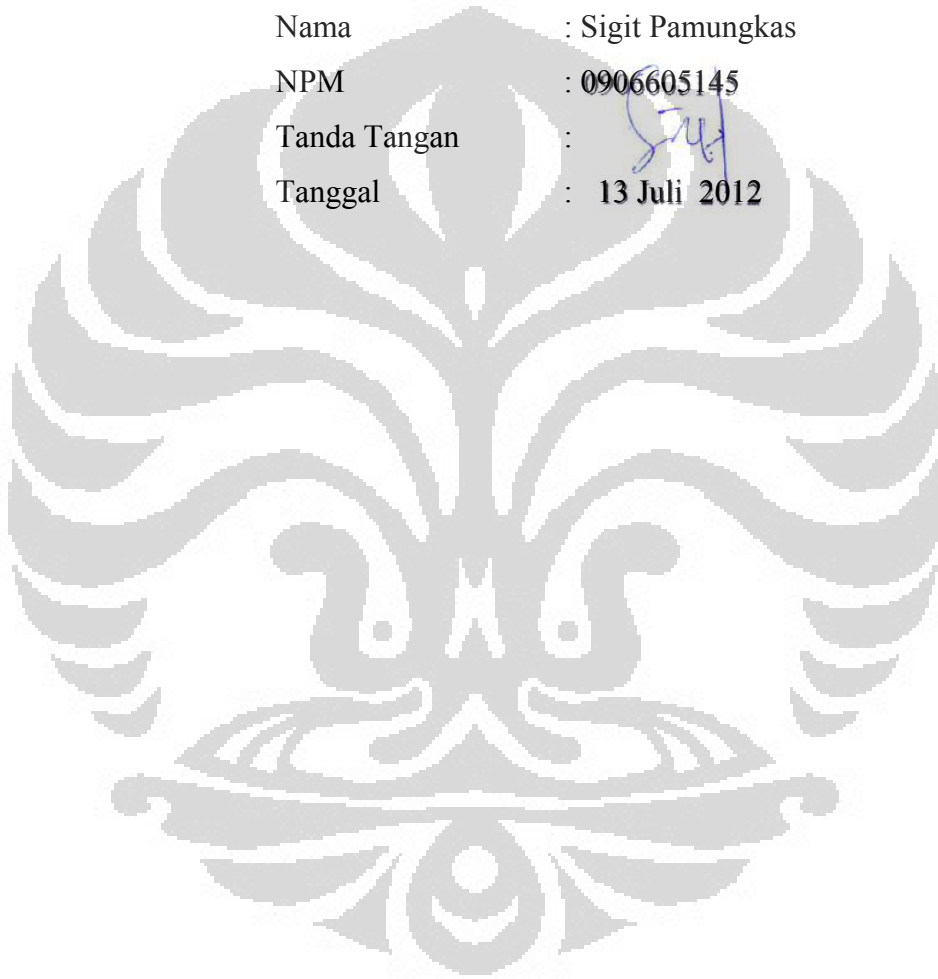 Nama : Sigit Pamungkas
NPM : 0906605145
Tanda Tangan :
Tanggal : 13 Juli 2012